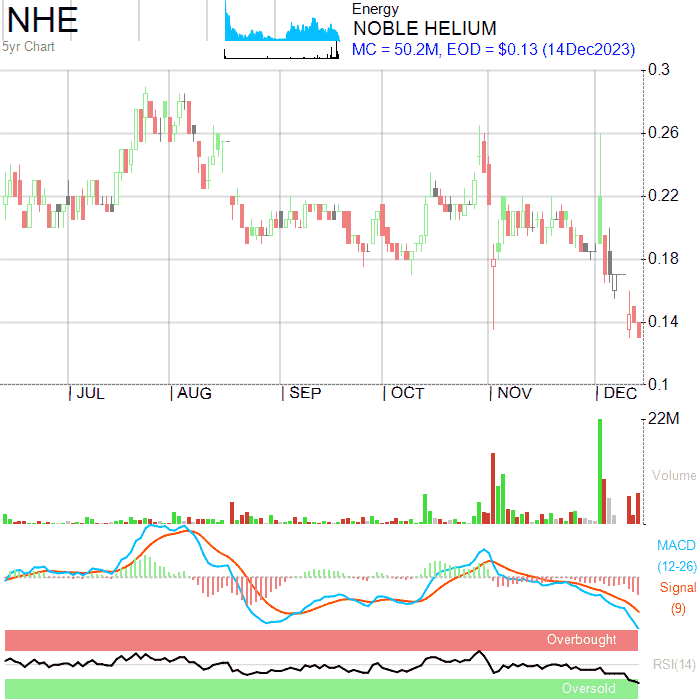 NHE
5yr Chart
Energy
NOBLE HELIUM
MC = 50.2M, EOD = $0.13 (14Dec2023)
0.3
0.26
0.22
0.18
0.14
0.1
JUL AUG SEP OCT NOV DEC
22M
Volume
MACD
(12-26)
Signal
(9)
Overbought
RSI(14)
Oversold